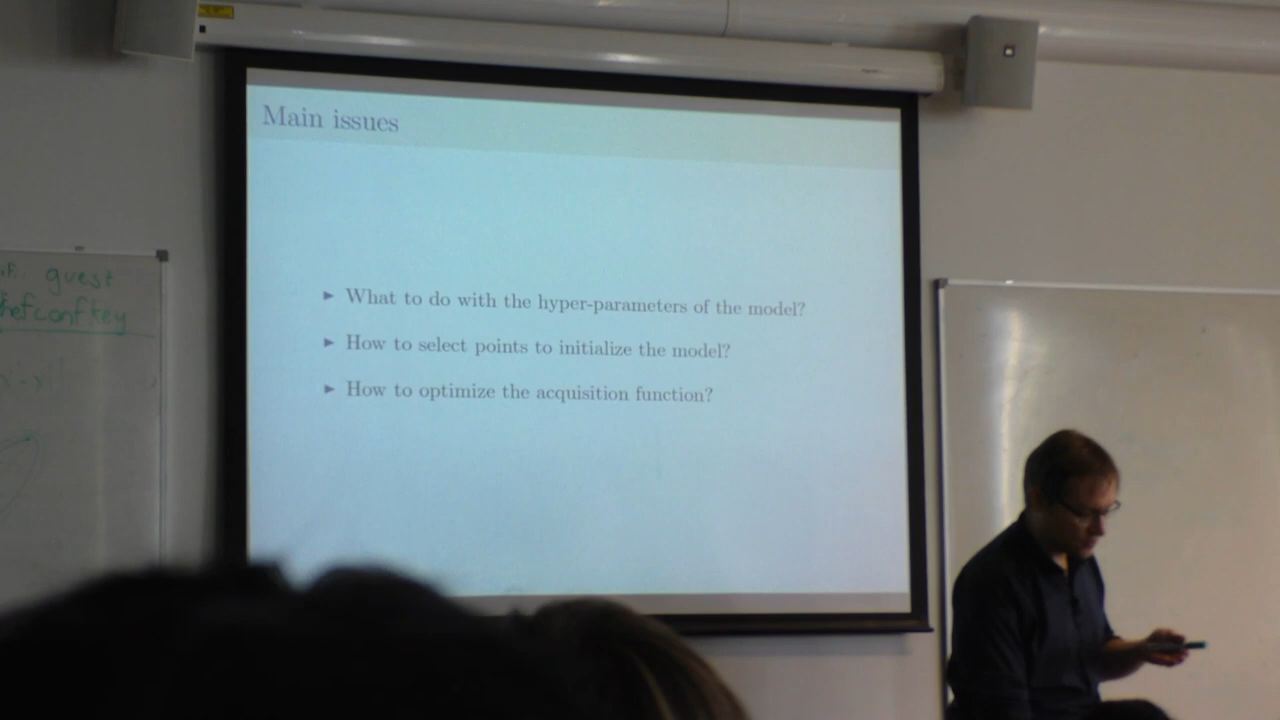 Main issues
► What to do with the hyper-parameters of the model?
► How to select points to initialize the model?
► How to optimize the acquisition function?
guest